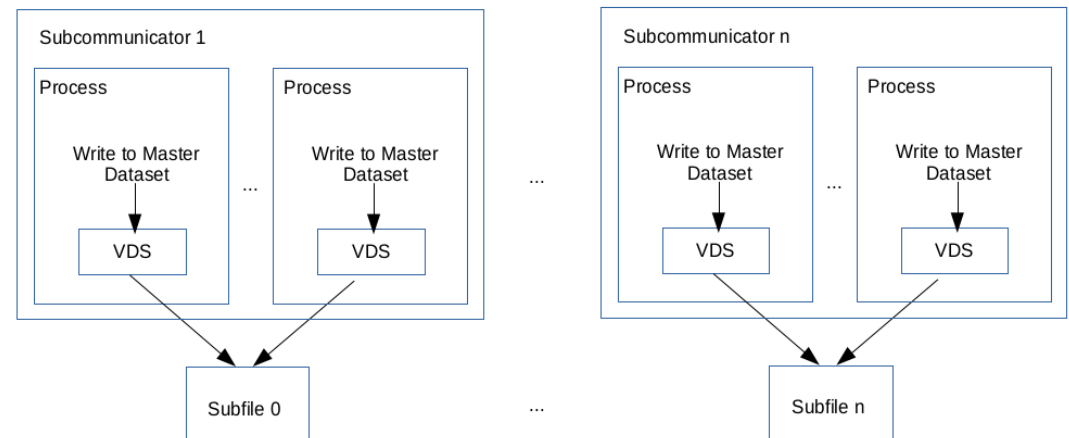 Subcommunicator 1
Subcommunicator n
Process
Process
Process
Process
Write to Master
Dataset
Write to Master
Dataset
Write to Master
Dataset
Write to Master
Dataset
...
...
...
VDS
VDS
VDS
VDS
Subfile 0
...
Subfile n